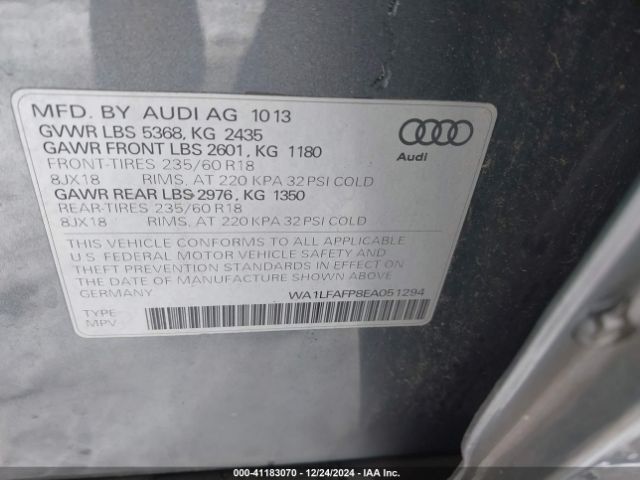 MFD. BY AUDI AG 10 13
GVWR LBS 5368, KG 2435
GAWR FRONT LBS 2601, KG 1180
FRONT-TIRES 235/60 R18
8JX18 RIMS, AT 220 KPA 32 PSI COLD
GAWR REAR LBS 2976, KG 1350
REAR-TIRES 235/60 R18
8JX18 RIMS, AT 220 KPA 32 PSI COLD
Audi
THIS VEHICLE CONFORMS TO ALL APPLICABLE
U.S. FEDERAL MOTOR VEHICLE SAFETY AND
THEFT PREVENTION STANDARDS IN EFFECT ON
THE DATE OF MANUFACTURE SHOWN ABOVE
GERMANY WA1LFAFP8EA051294
TYPE
MPV
000-41183070 • 12/24/2024 • IAA Inc.